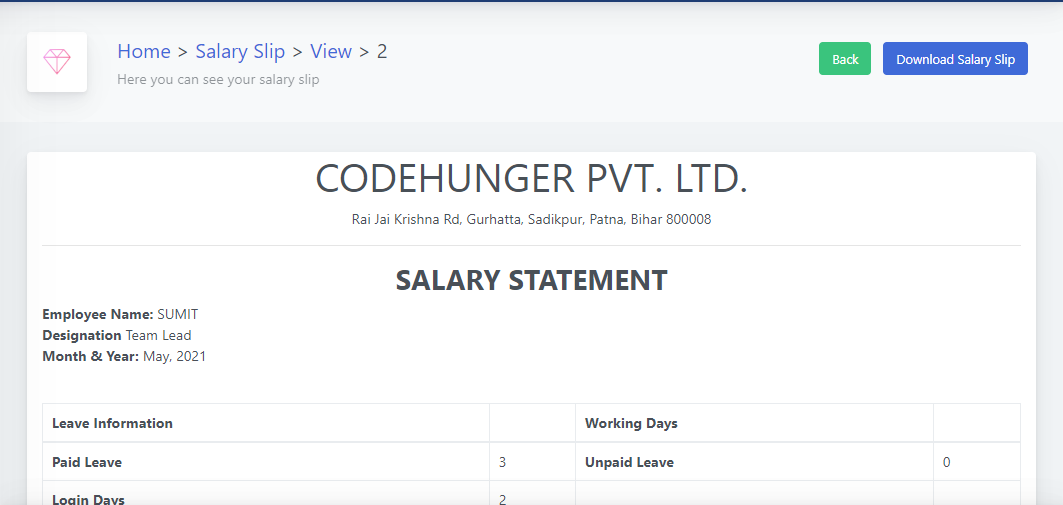 Home > Salary Slip > View > 2
Here you can see your salary slip
Back
Download Salary Slip
CODEHUNGER PVT. LTD.
Rai Jai Krishna Rd, Gurhatta, Sadikpur, Patna, Bihar 800008
SALARY STATEMENT
Employee Name: SUMIT
Designation Team Lead
Month & Year: May, 2021
Leave Information Working Days
Paid Leave 3 Unpaid Leave 0
Login Days 2